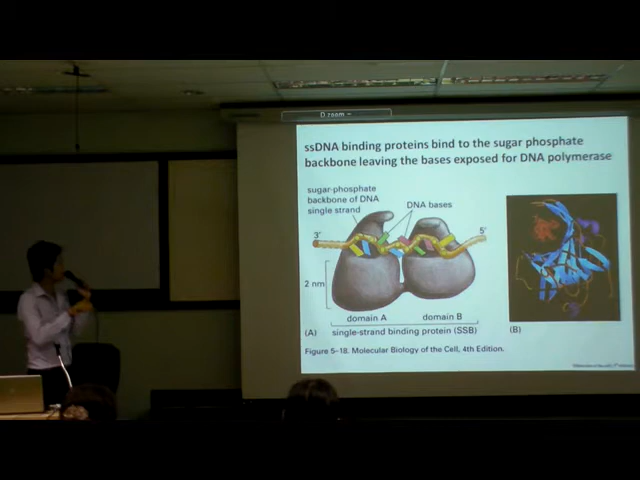 ssDNA binding proteins bind to the sugar phosphate
backbone leaving the bases exposed for DNA polymerase
sugar-phosphate
backbone of DNA
single strand
DNA bases
3'
5'
2 nm
domain A
domain B
(A)
single-strand binding protein (SSB)
(B)
Figure 5–18. Molecular Biology of the Cell, 4th Edition.